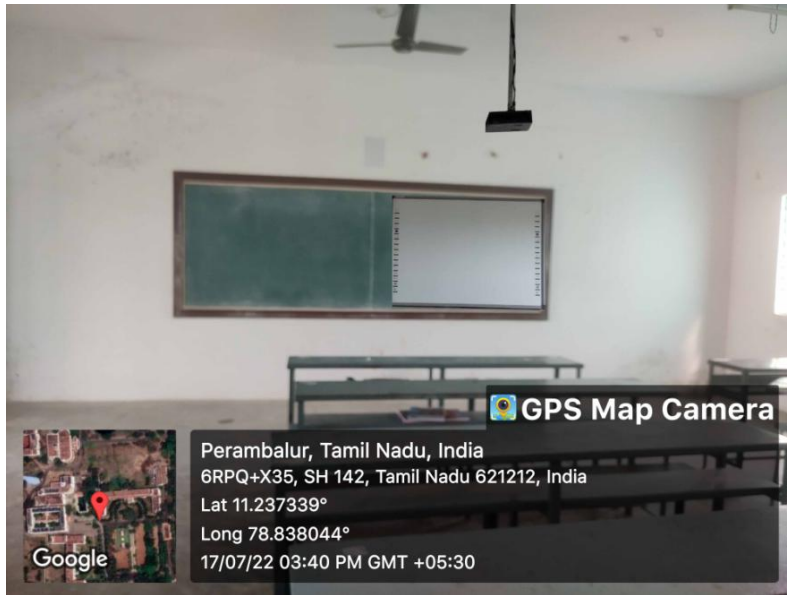 GPS Map Camera
Perambalur, Tamil Nadu, India
6RPQ+X35, SH 142, Tamil Nadu 621212, India
Lat 11.237339°
Long 78.838044°
17/07/22 03:40 PM GMT +05:30
Google